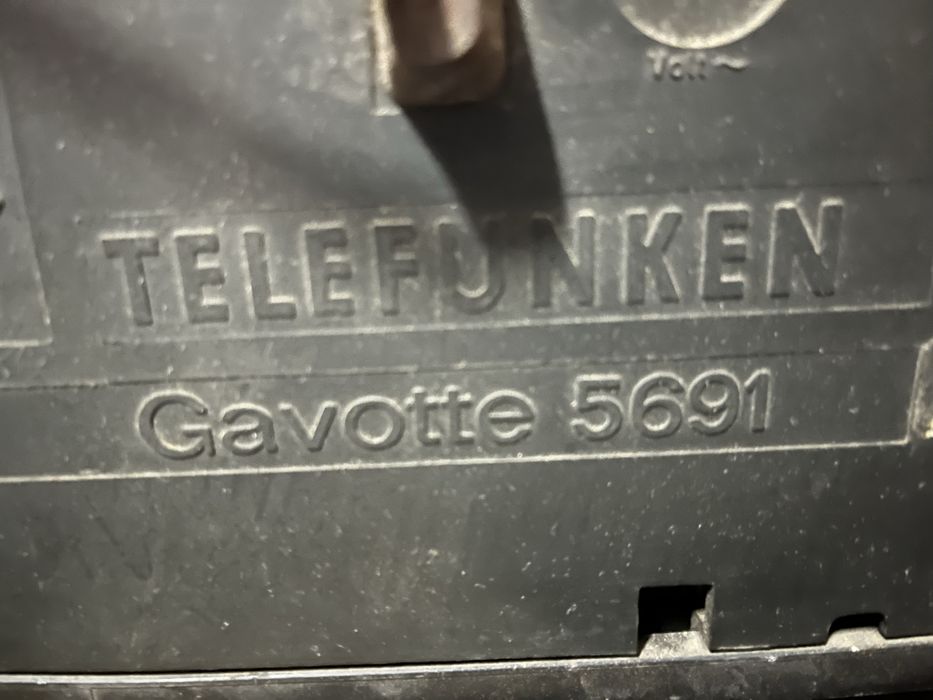 Volt ~
TELEFUNKEN
Gavotte 5691